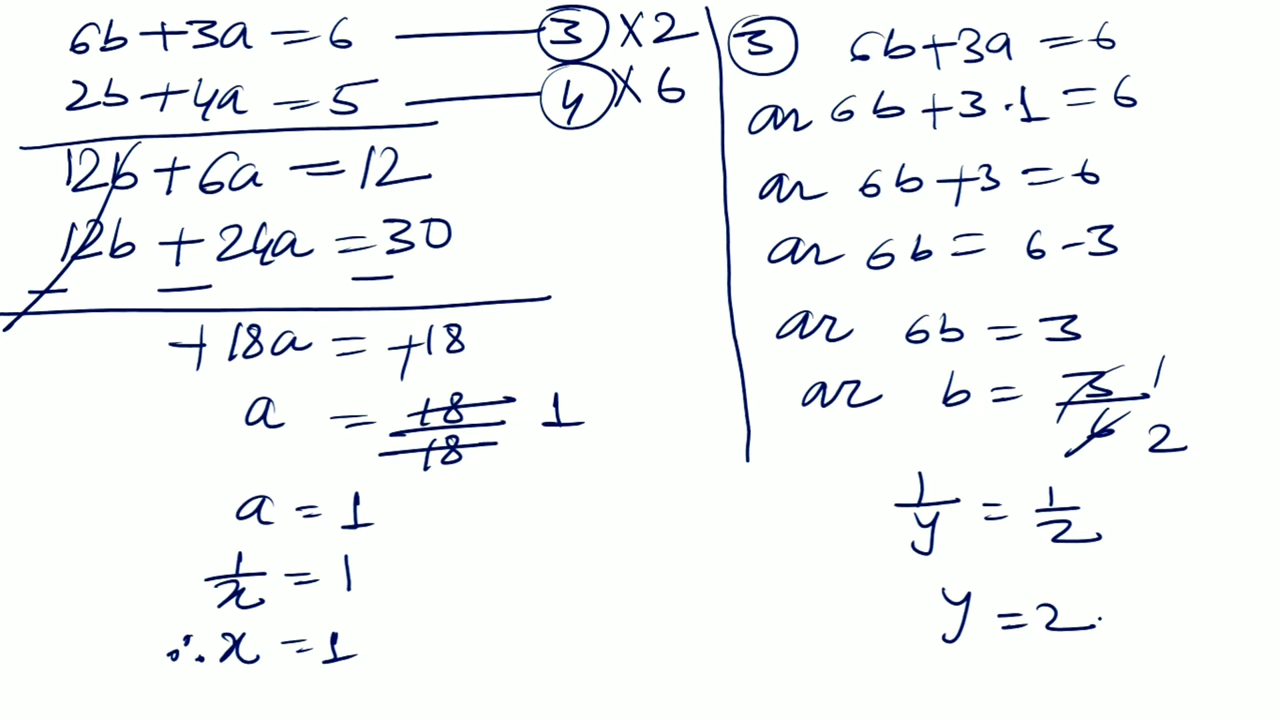 6b+3a=6 — ③ ×2
2b+4a=5 — ④ ×6
12b+6a=12
12b+24a=30
− − −
+18a=+18
a = +18/+18 1
a=1
1/x = 1
∴x=1
③ 6b+3a=6
or 6b+3·1=6
or 6b+3=6
or 6b=6-3
or 6b=3
or b=3/6 1 2
1/y = 1/2
y=2.